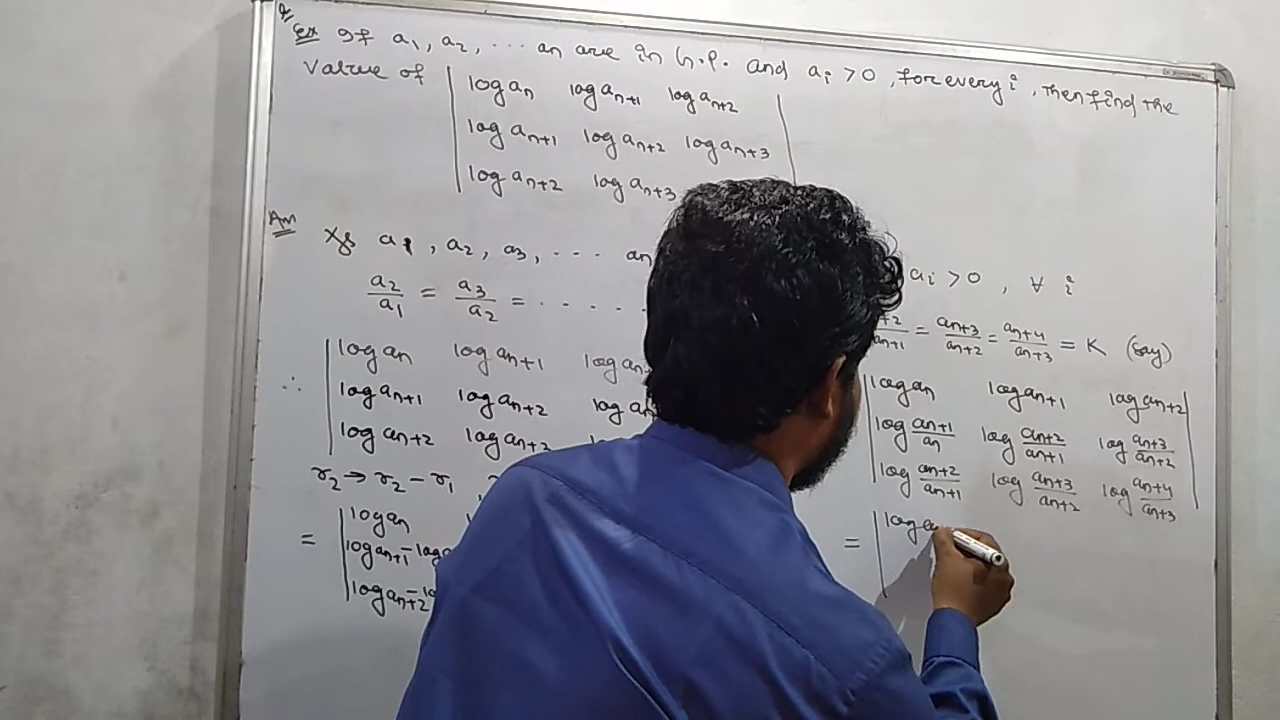 Ex If a1, a2, ... an are in G.P. and ai > 0, for every i, then find the
value of | log an log an+1 log an+2 |
| log an+1 log an+2 log an+3 |
| log an+2 log an+3
Ans As a1, a2, a3, ... an ai > 0, ∀ i
a2/a1 = a3/a2 = ..... +2/an+1 = an+3/an+2 = an+4/an+3 = K (say)
∴ | log an log an+1 log an | log an log an+1 log an+2 |
| log an+1 log an+2 log an | log an+1/an log an+2/an+1 log an+3/an+2 |
| log an+2 log an+2 | log an+2/an+1 log an+3/an+2 log an+4/an+3 |
r2 → r2 - r1,
= | log an = | log a
| log an+1 - log
| log an+2 - lo